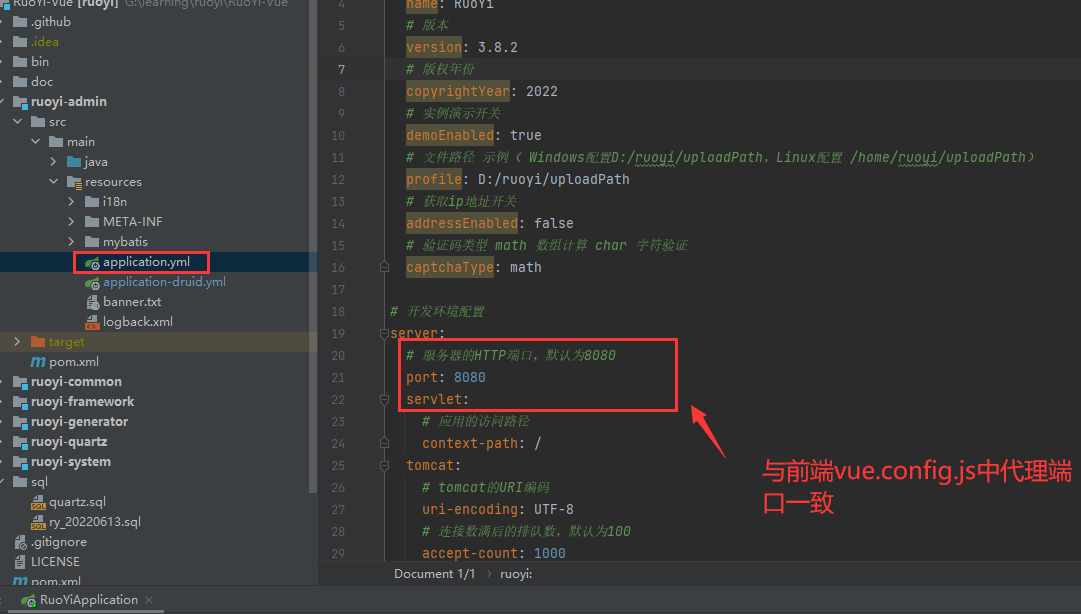 RuoYi-Vue [ruoyi] G:\learning\ruoyi\RuoYi-Vue
.github
.idea
bin
doc
ruoyi-admin
src
main
java
resources
i18n
META-INF
mybatis
application.yml
application-druid.yml
banner.txt
logback.xml
target
pom.xml
ruoyi-common
ruoyi-framework
ruoyi-generator
ruoyi-quartz
ruoyi-system
sql
quartz.sql
ry_20220613.sql
.gitignore
LICENSE
pom.xml
4 name: RuoYi
5 # 版本
6 version: 3.8.2
7 # 版权年份
8 copyrightYear: 2022
9 # 实例演示开关
10 demoEnabled: true
11 # 文件路径 示例（ Windows配置D:/ruoyi/uploadPath，Linux配置 /home/ruoyi/uploadPath）
12 profile: D:/ruoyi/uploadPath
13 # 获取ip地址开关
14 addressEnabled: false
15 # 验证码类型 math 数组计算 char 字符验证
16 captchaType: math
17
18 # 开发环境配置
19 server:
20 # 服务器的HTTP端口，默认为8080
21 port: 8080
22 servlet:
23 # 应用的访问路径
24 context-path: /
25 tomcat:
26 # tomcat的URI编码
27 uri-encoding: UTF-8
28 # 连接数满后的排队数，默认为100
29 accept-count: 1000
与前端vue.config.js中代理端
口一致
Document 1/1 › ruoyi:
RuoYiApplication